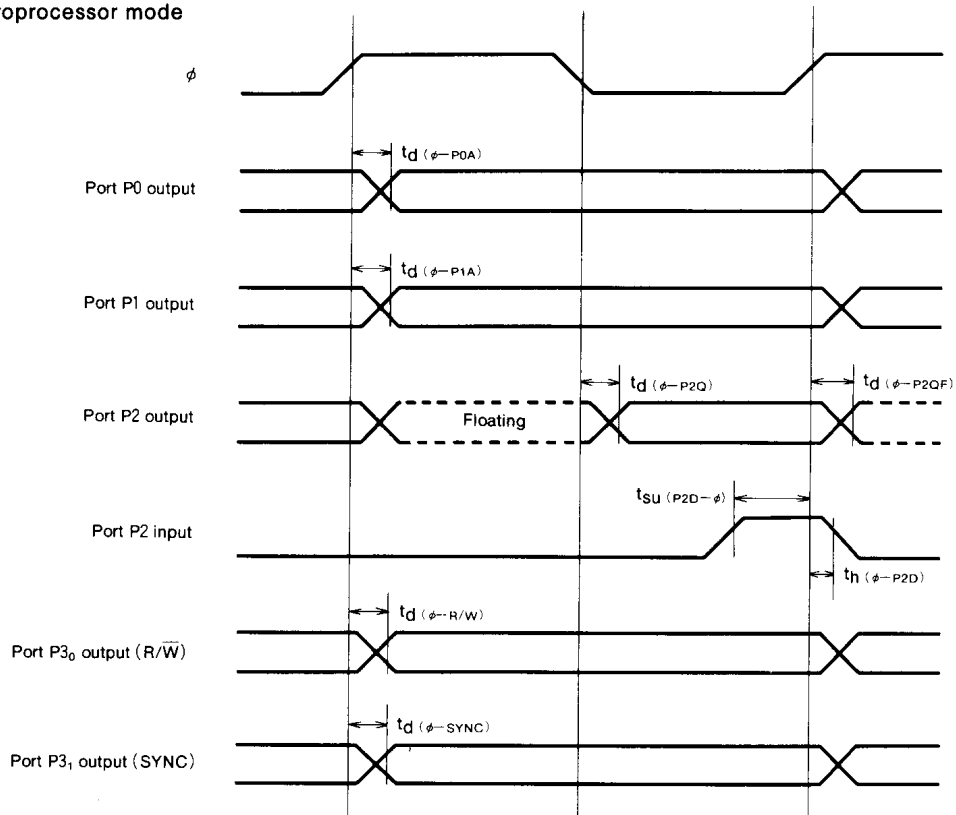 roprocessor mode
φ
td (φ—P0A)
Port P0 output
td (φ—P1A)
Port P1 output
td (φ—P2Q)
td (φ—P2QF)
Port P2 output
Floating
tsu (P2D—φ)
Port P2 input
th (φ—P2D)
td (φ—R/W)
Port P3₀ output (R/W̅)
td (φ—SYNC)
Port P3₁ output (SYNC)